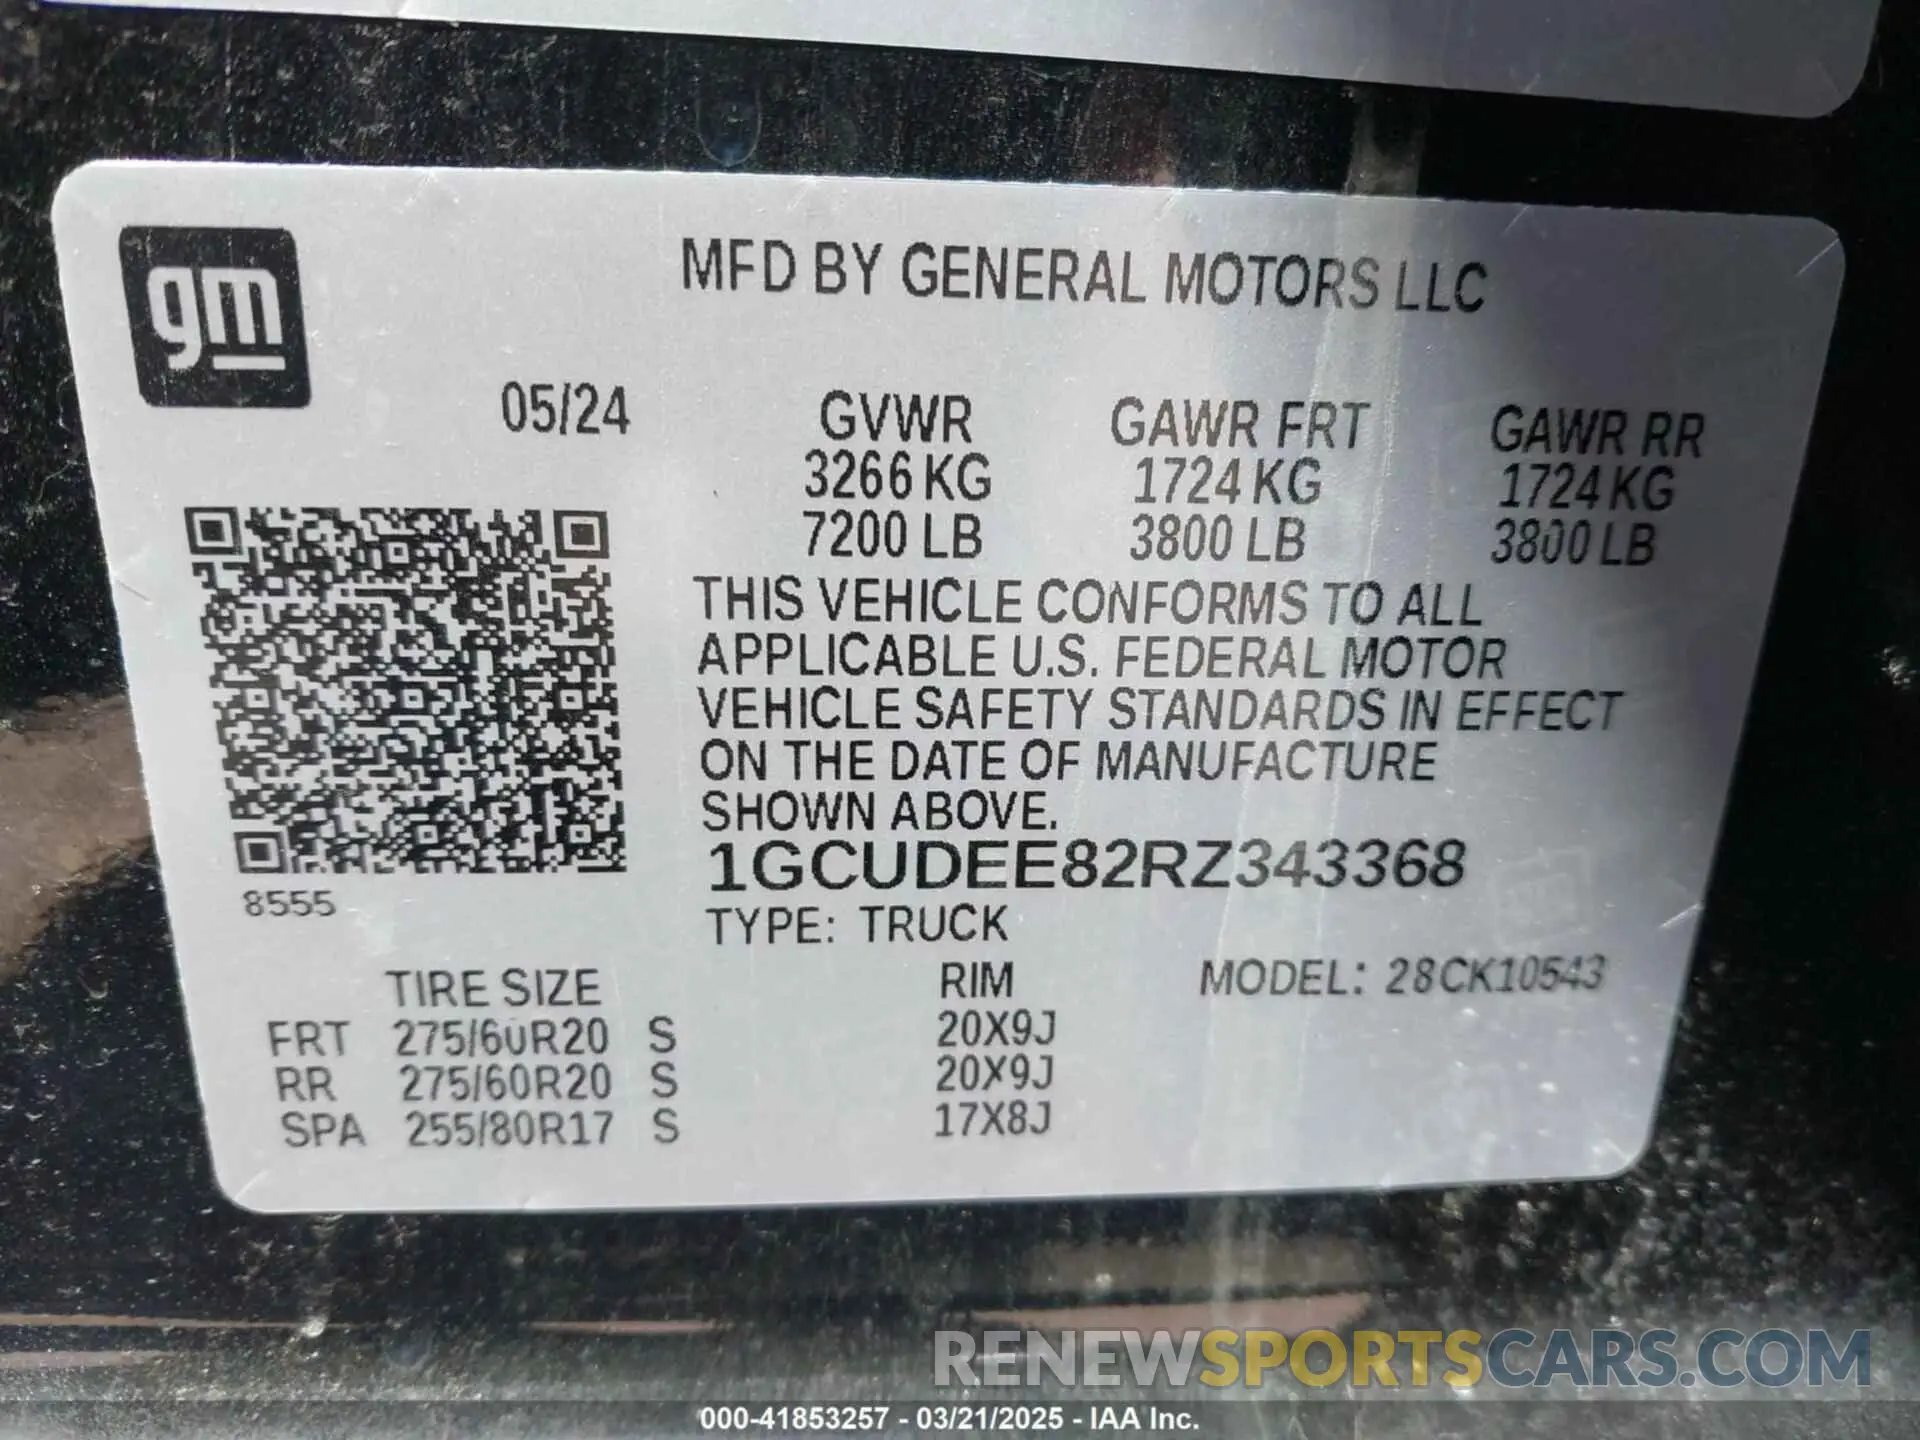 gm
MFD BY GENERAL MOTORS LLC
05/24
GVWR GAWR FRT GAWR RR
3266 KG 1724 KG 1724 KG
7200 LB 3800 LB 3800 LB
THIS VEHICLE CONFORMS TO ALL
APPLICABLE U.S. FEDERAL MOTOR
VEHICLE SAFETY STANDARDS IN EFFECT
ON THE DATE OF MANUFACTURE
SHOWN ABOVE.
1GCUDEE82RZ343368
8555
TYPE: TRUCK
TIRE SIZE RIM MODEL: 28CK10543
FRT 275/60R20 S 20X9J
RR 275/60R20 S 20X9J
SPA 255/80R17 S 17X8J
RENEWSPORTSCARS.COM
000-41853257 - 03/21/2025 - IAA Inc.